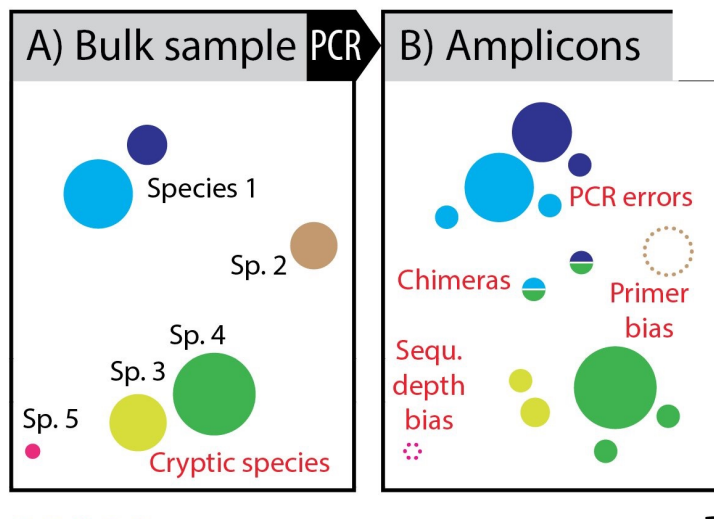 A) Bulk sample PCR
B) Amplicons
Species 1
Sp. 2
Sp. 4
Sp. 3
Sp. 5
Cryptic species
PCR errors
Chimeras
Primer
bias
Sequ.
depth
bias